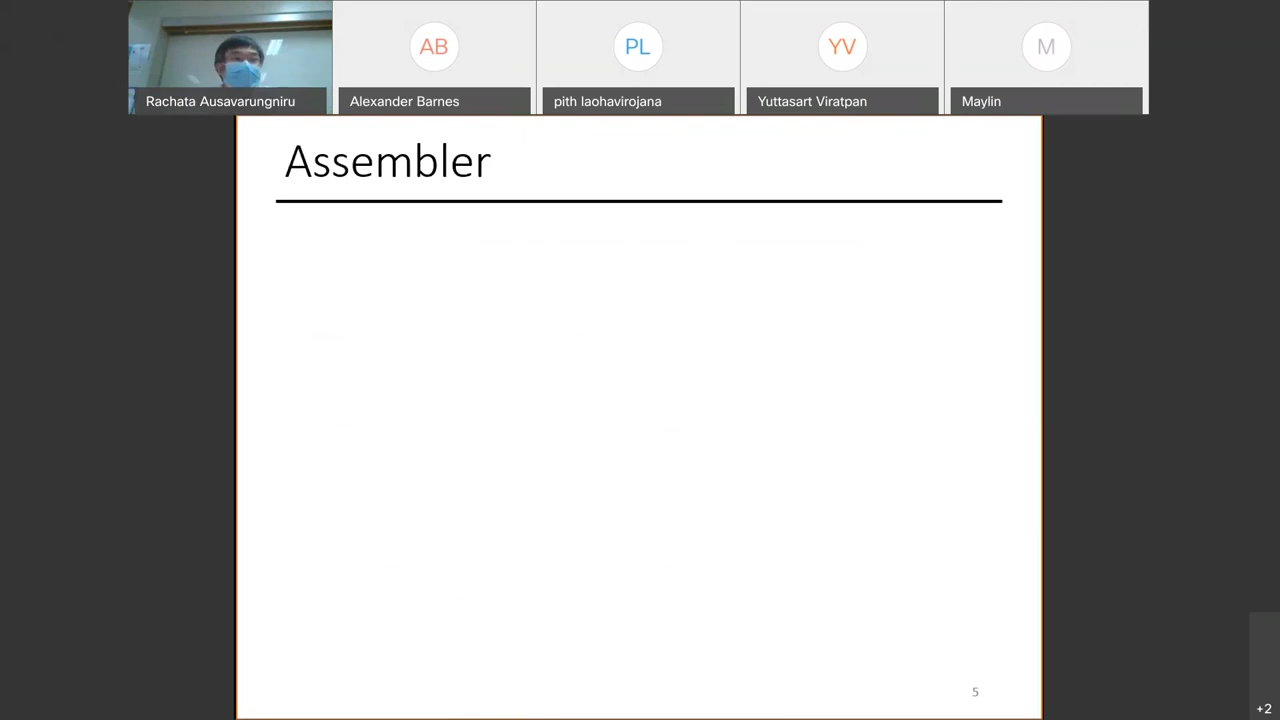 AB
PL
YV
M
Rachata Ausavarungniru
Alexander Barnes
pith laohavirojana
Yuttasart Viratpan
Maylin
Assembler
5
+2